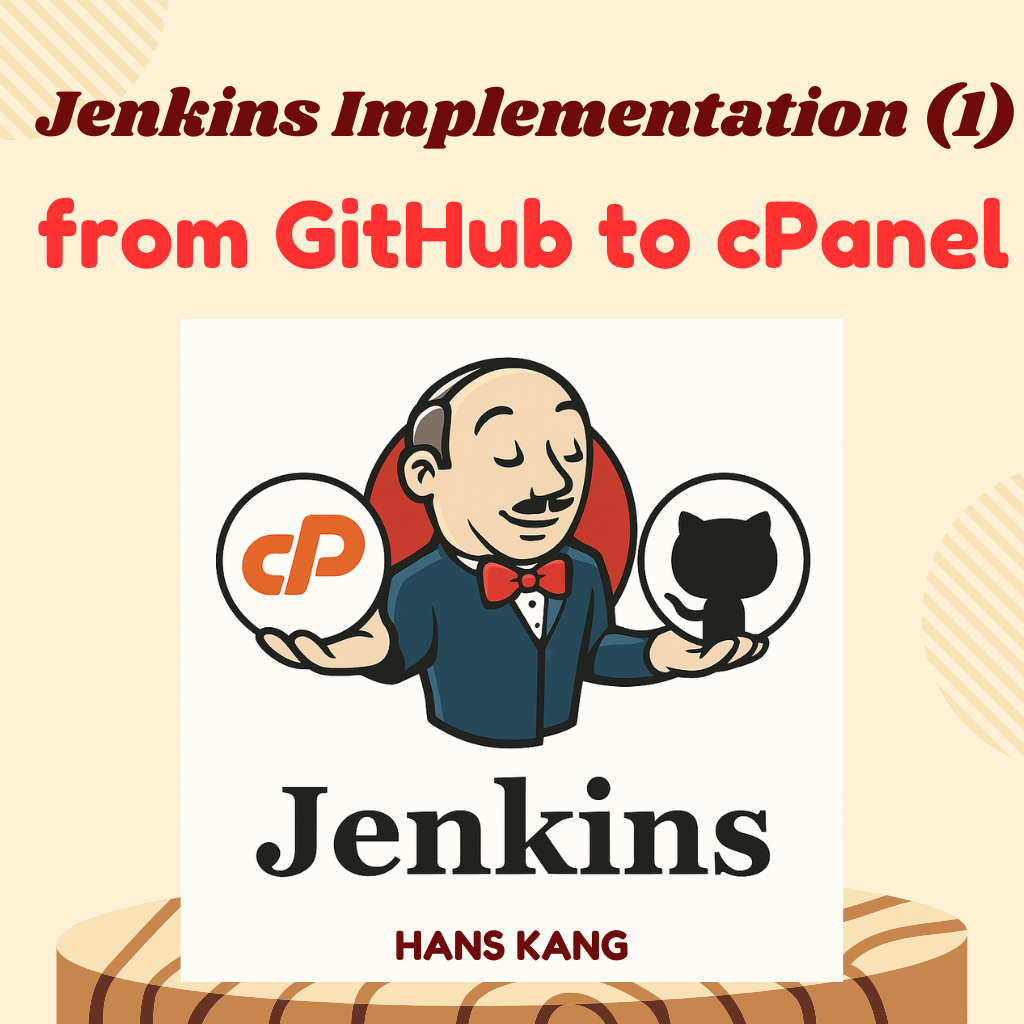 Jenkins Implementation (1)
from GitHub to cPanel
cP
Jenkins
HANS KANG